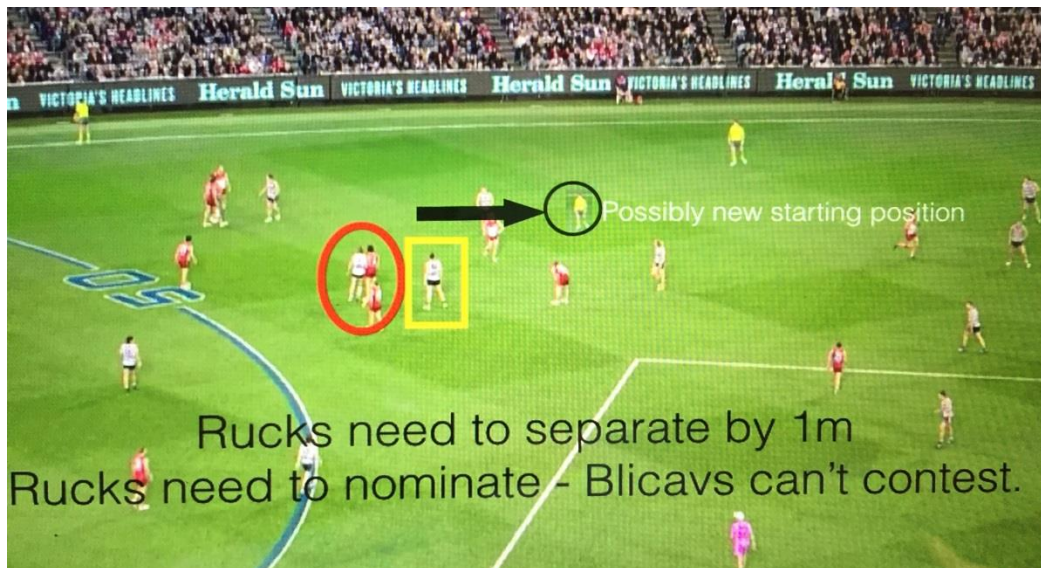 VICTORIA'S HEADLINES Herald Sun VICTORIA'S HEADLINES Herald Sun VICTORIA'S HEADLINES Herald Sun VICTORIA'S HEADLINES
Possibly new starting position
50
Rucks need to separate by 1m
Rucks need to nominate - Blicavs can't contest.